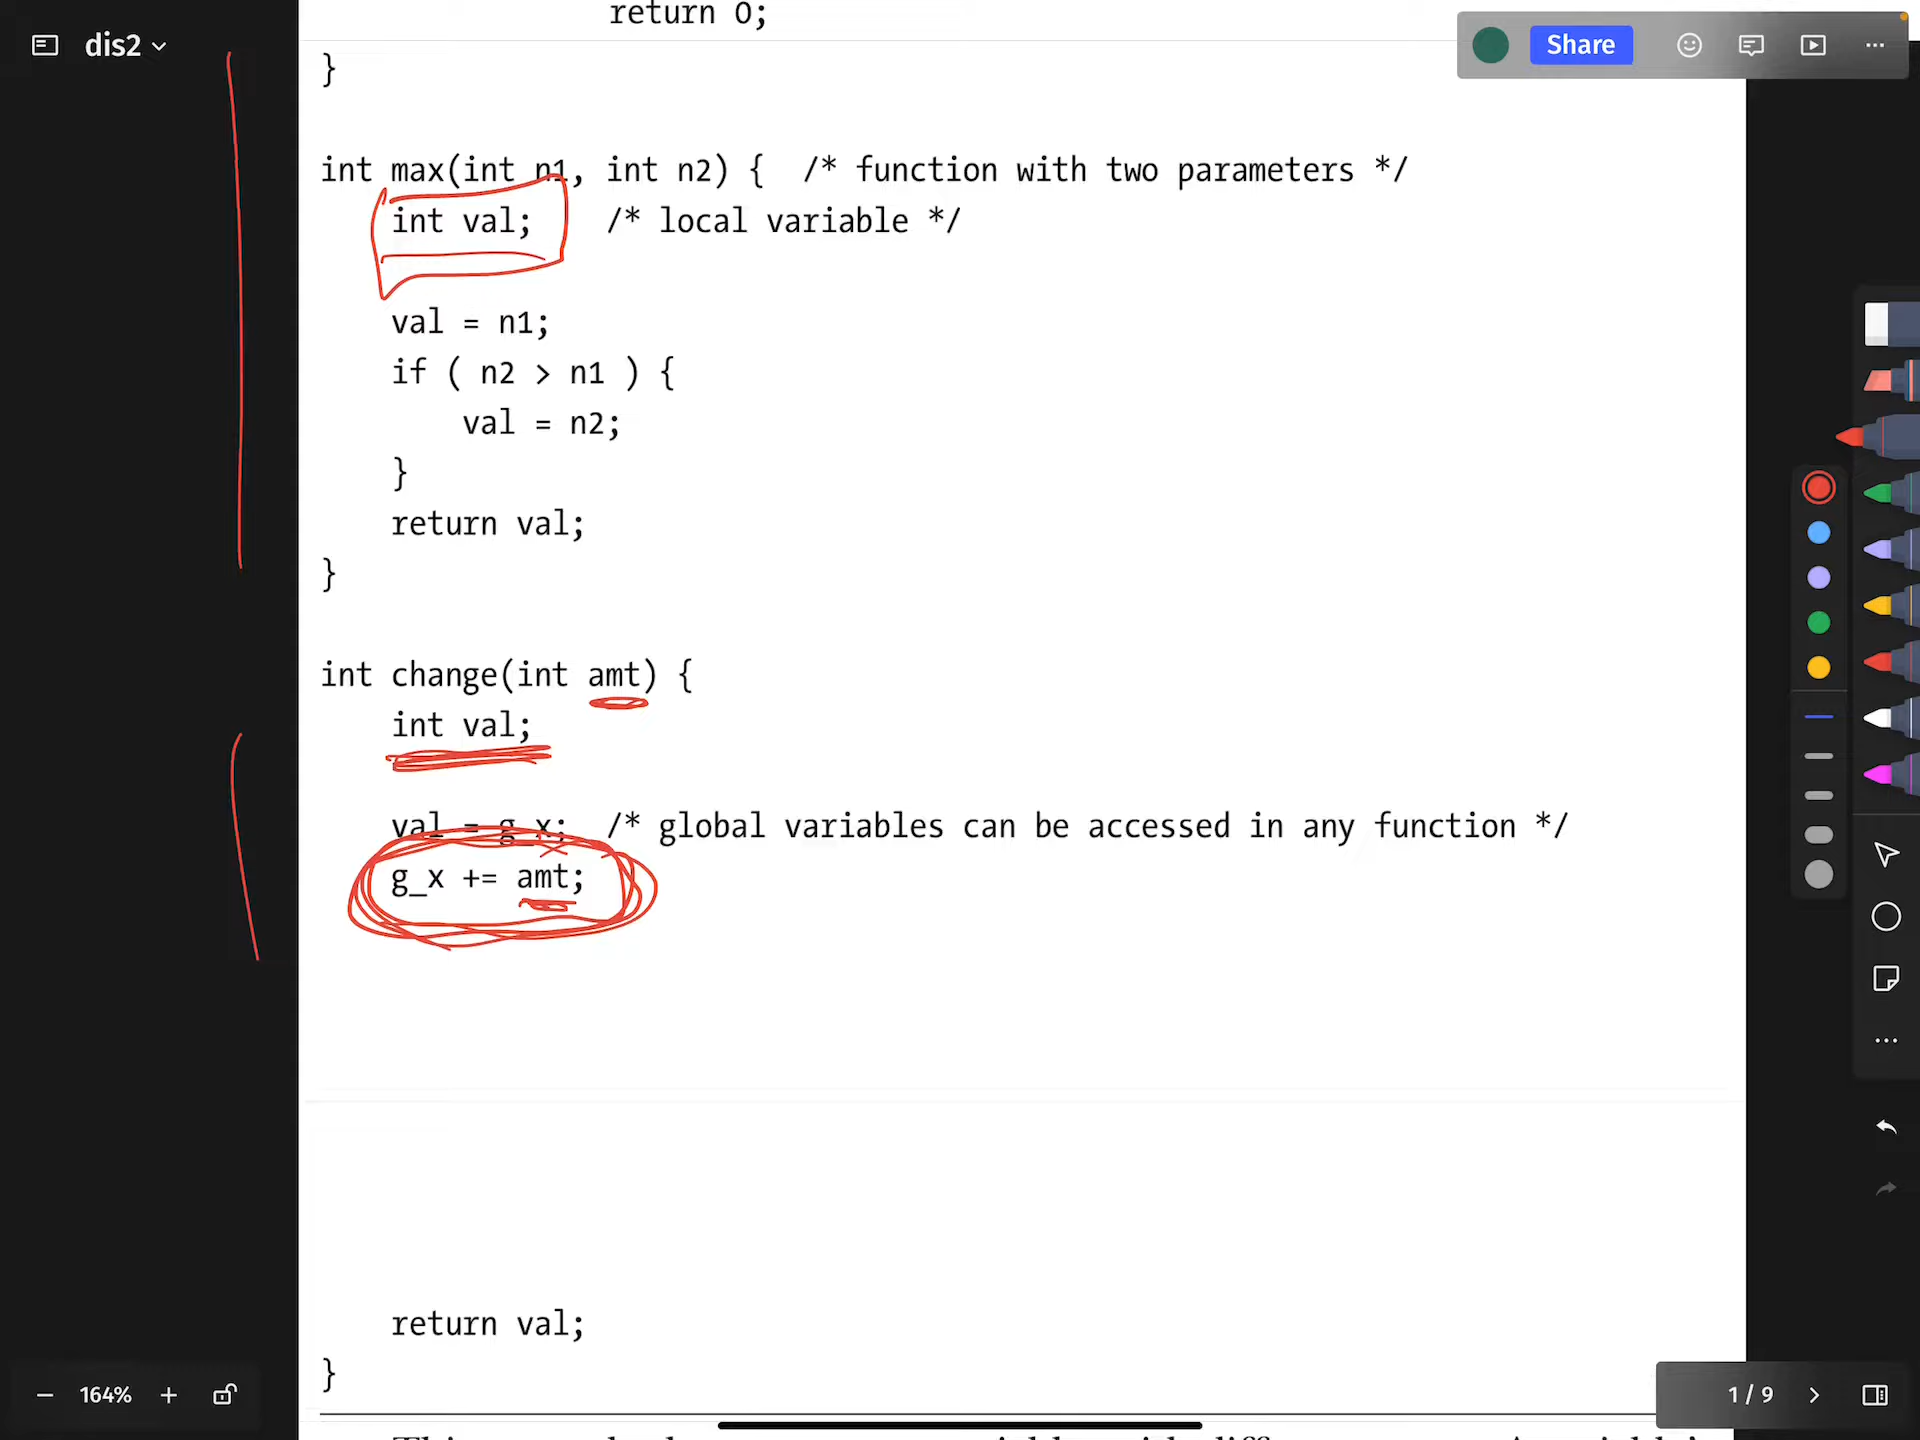 dis2
return 0;
Share
}
int max(int n1, int n2) {  /* function with two parameters */
int val;    /* local variable */
val = n1;
if ( n2 > n1 ) {
val = n2;
}
return val;
}
int change(int amt) {
int val;
val = g_x;  /* global variables can be accessed in any function */
g_x += amt;
return val;
}
164%
1 / 9